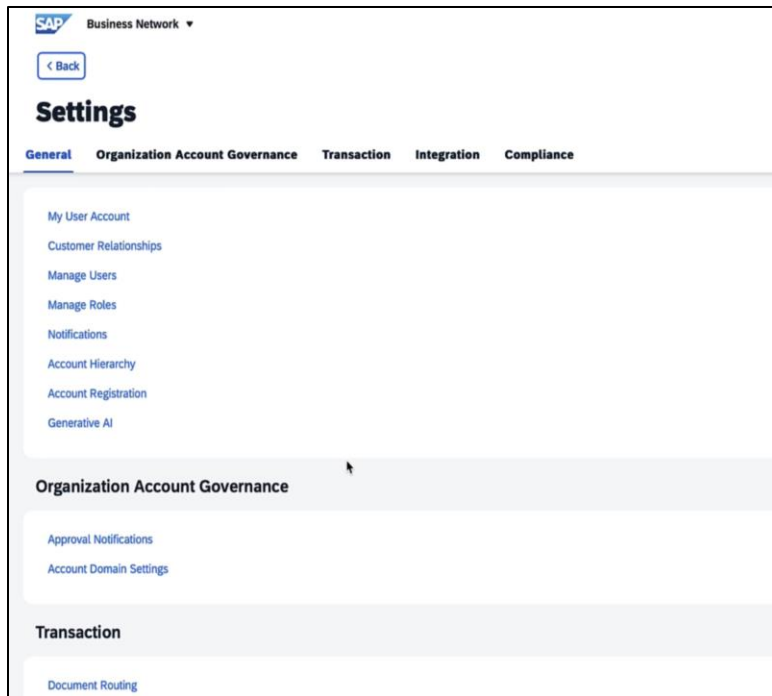 SAP Business Network ▼
< Back
Settings
General Organization Account Governance Transaction Integration Compliance
My User Account
Customer Relationships
Manage Users
Manage Roles
Notifications
Account Hierarchy
Account Registration
Generative AI
Organization Account Governance
Approval Notifications
Account Domain Settings
Transaction
Document Routing